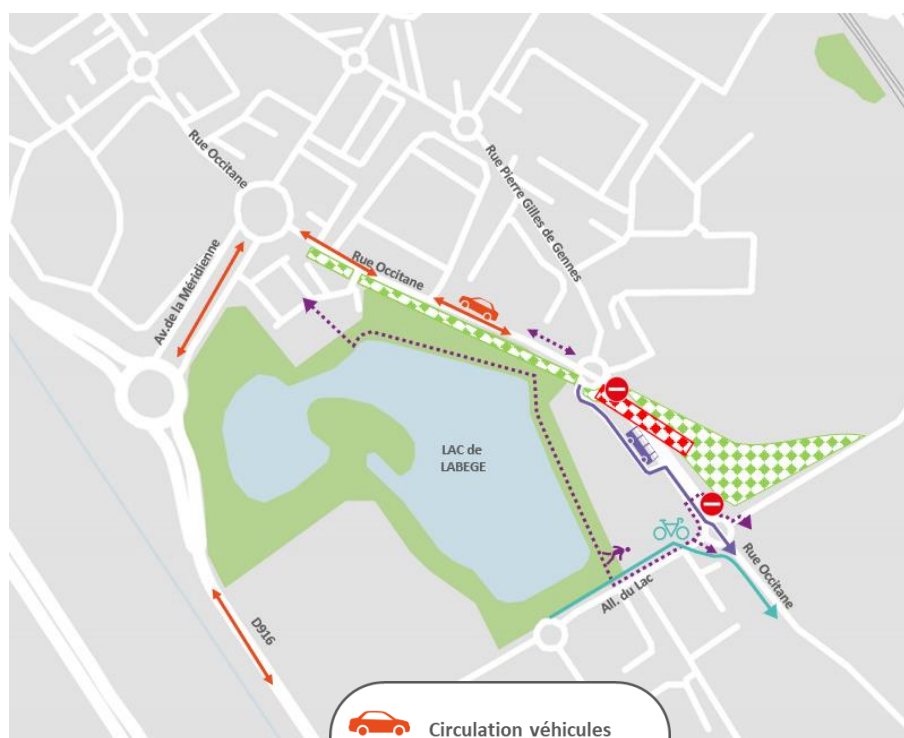 Rue Occitane
Rue Pierre Gilles de Gennes
Av.de la Méridienne
Rue Occitane
LAC de
LABEGE
Rue Occitane
All. du Lac
D916
Circulation véhicules